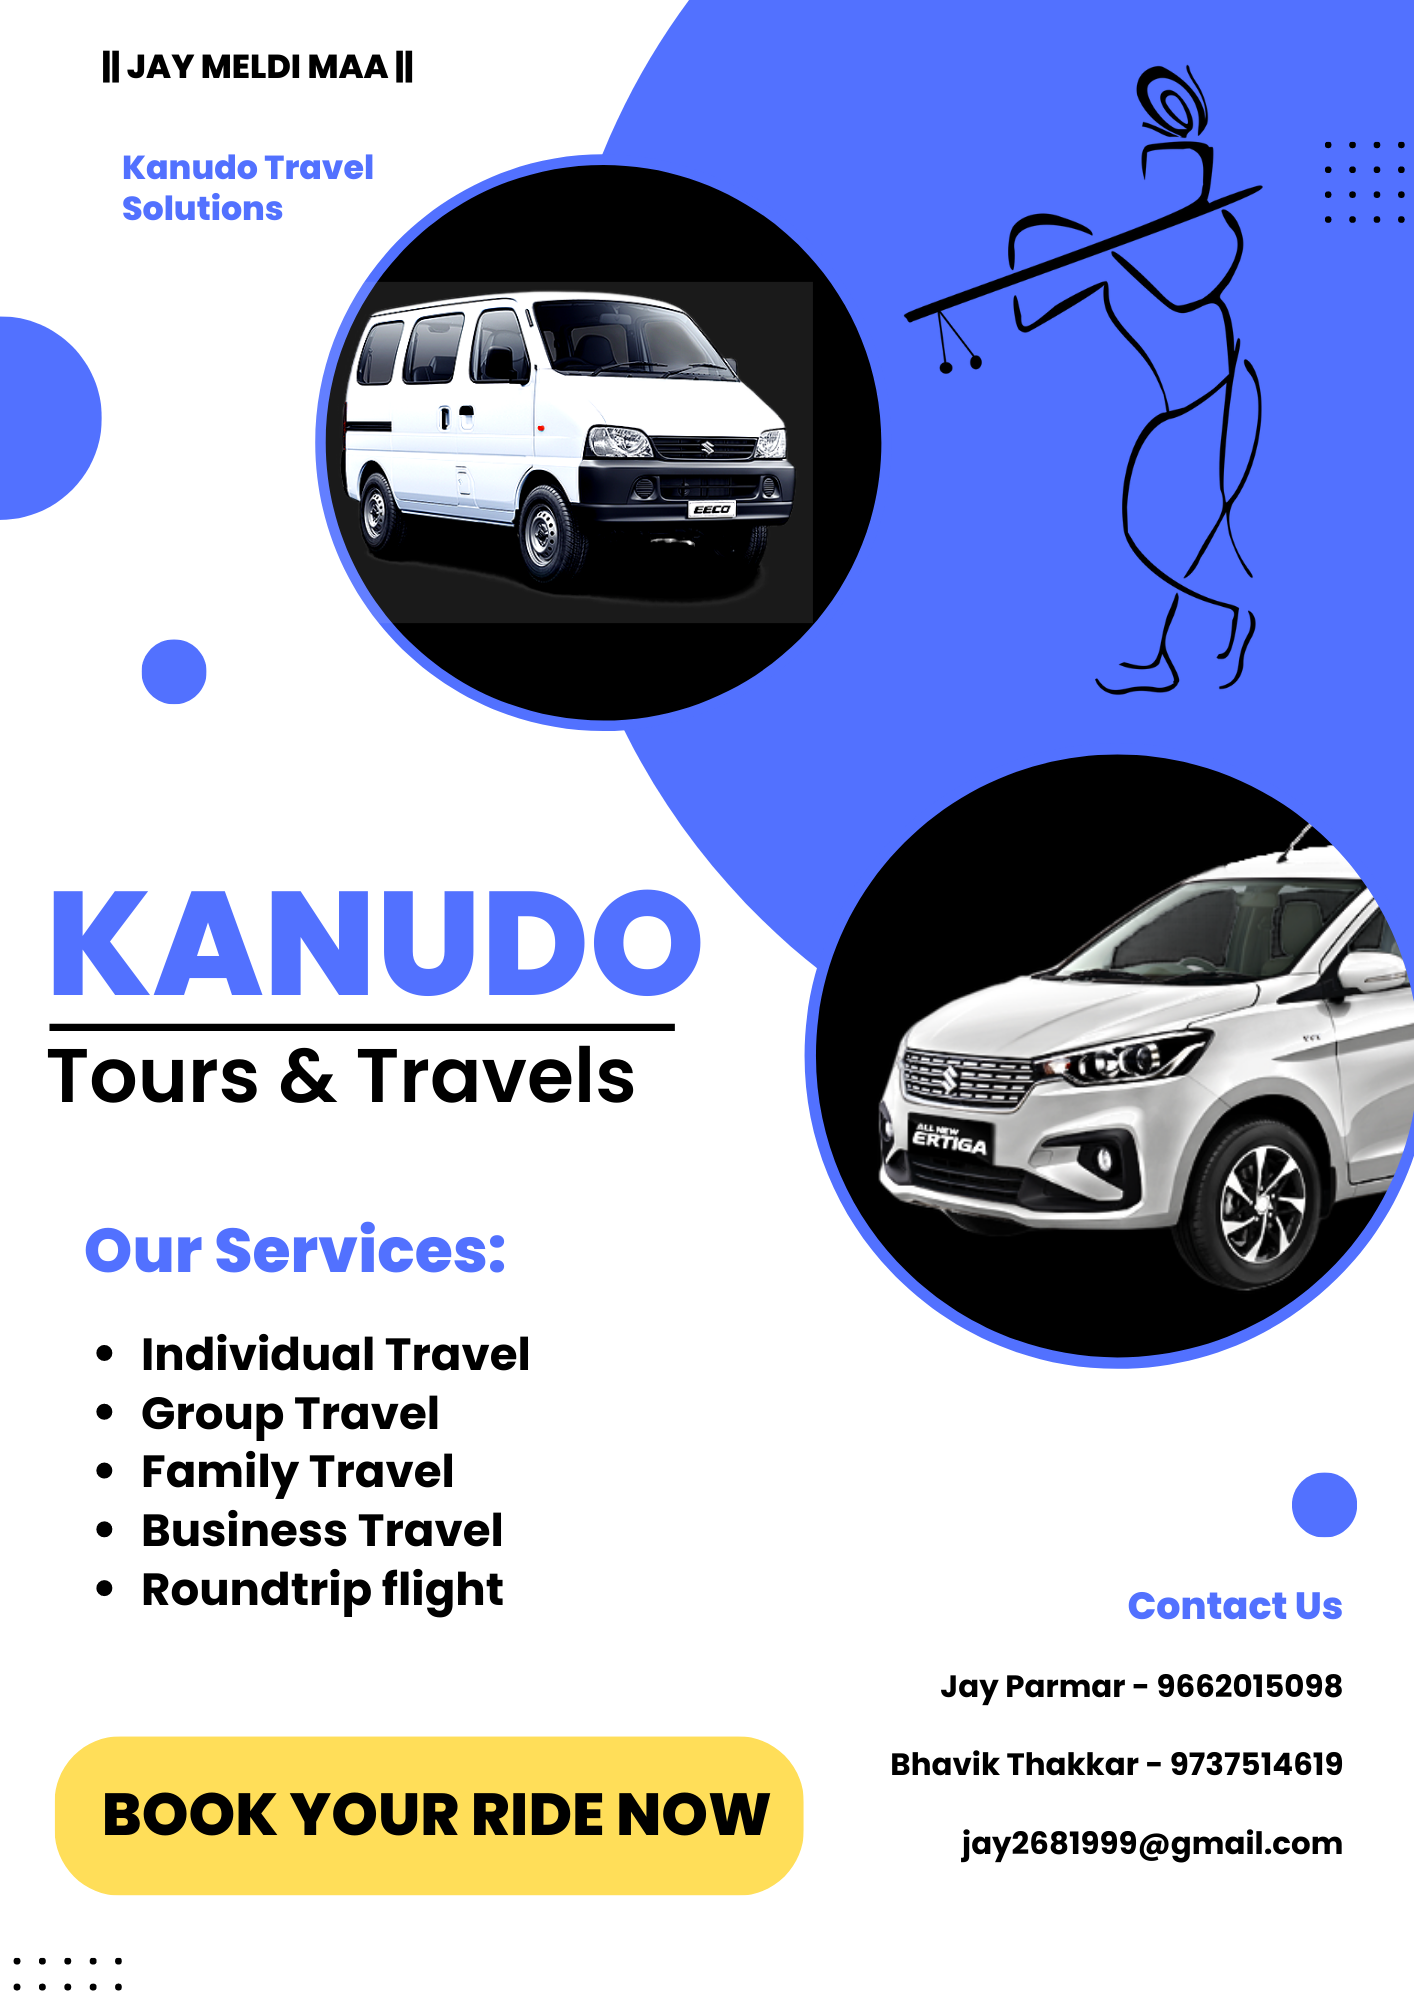 || JAY MELDI MAA ||
Kanudo Travel
Solutions
EECO
KANUDO
Tours & Travels
ALL NEW
ERTIGA
Our Services:
• Individual Travel
• Group Travel
• Family Travel
• Business Travel
• Roundtrip flight
Contact Us
Jay Parmar - 9662015098
Bhavik Thakkar - 9737514619
jay2681999@gmail.com
BOOK YOUR RIDE NOW